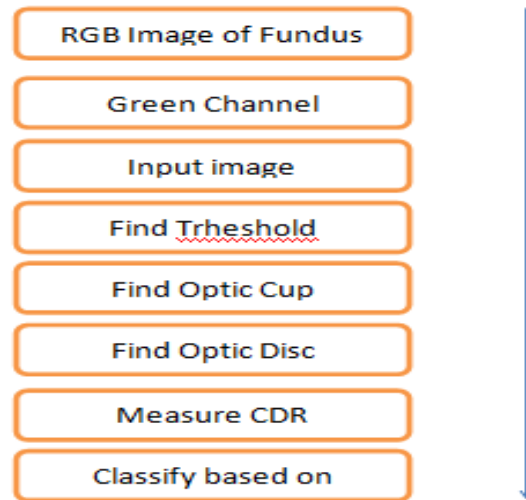 RGB Image of Fundus
Green Channel
Input image
Find Trheshold
Find Optic Cup
Find Optic Disc
Measure CDR
Classify based on